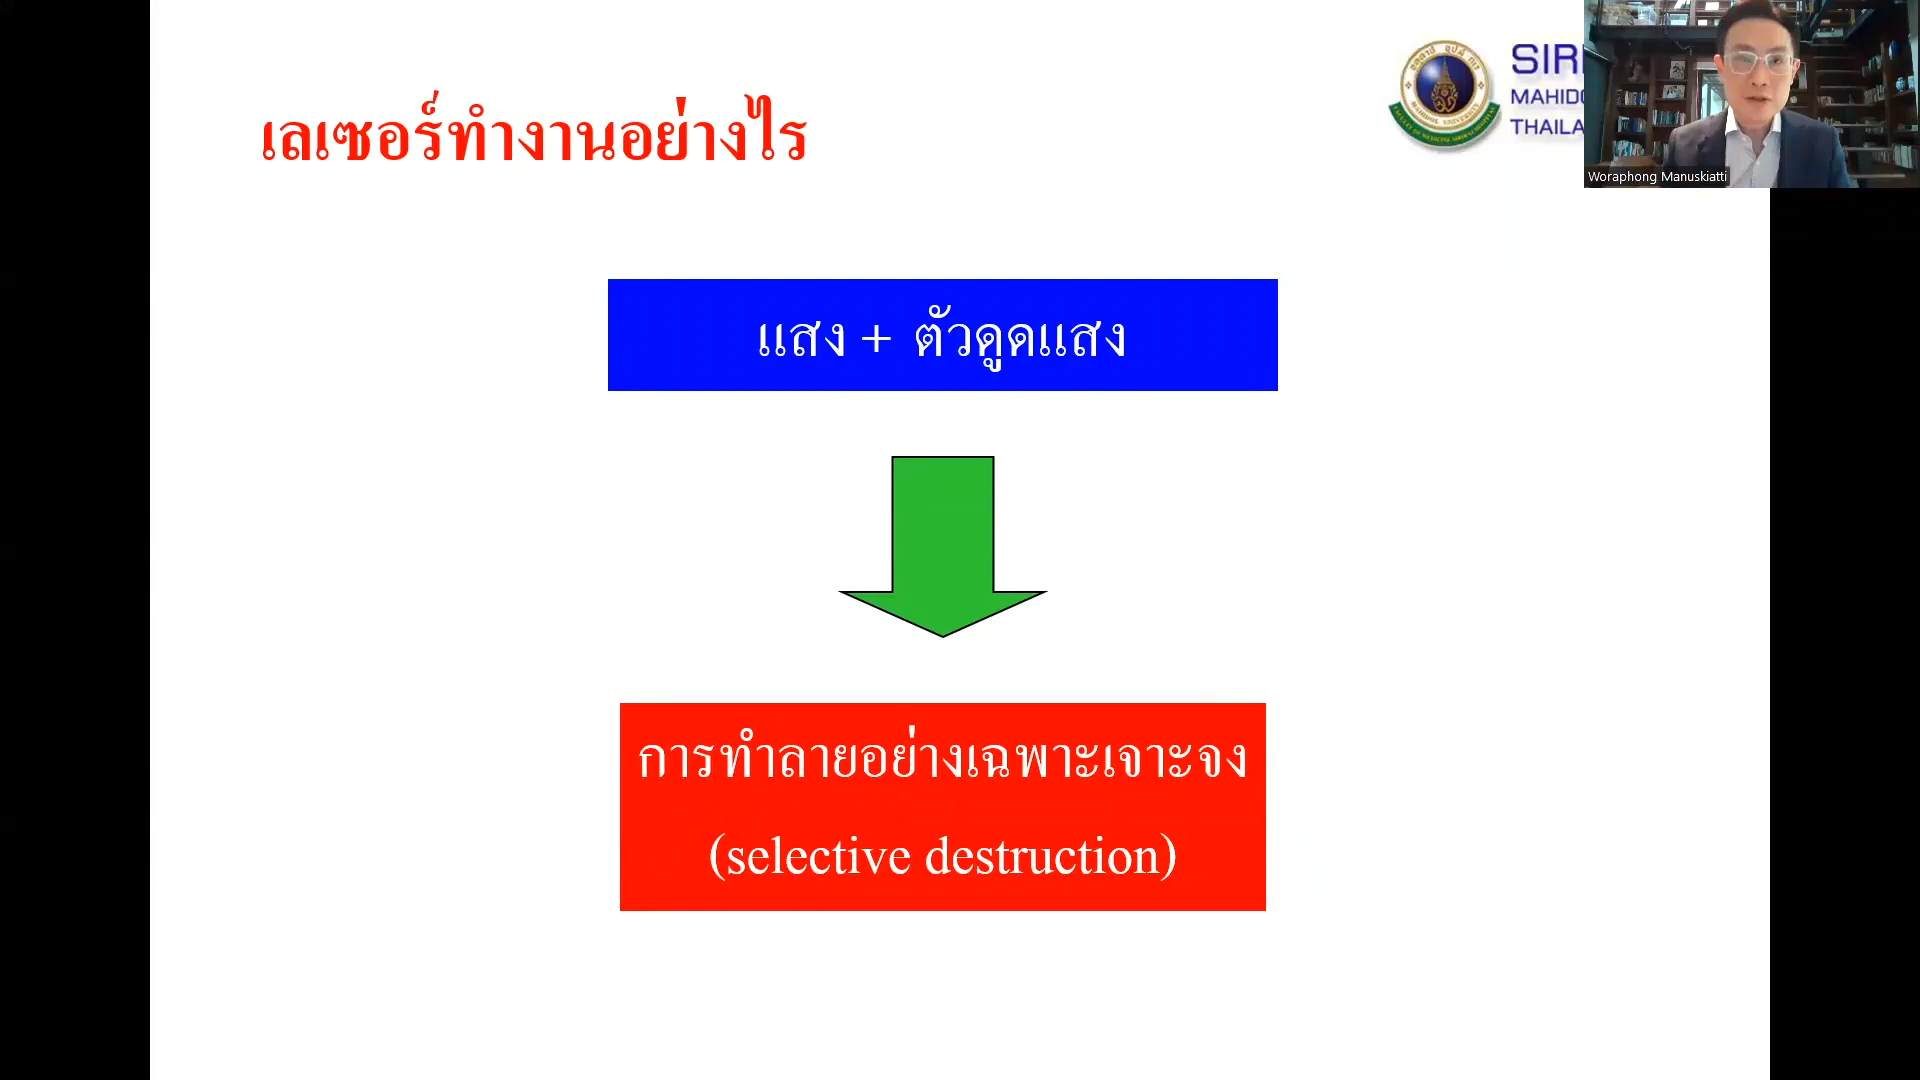 เลเซอร์ทำงานอย่างไร
SIRI
MAHIDO
THAILA
Woraphong Manuskiatti
แสง + ตัวดูดแสง
การทำลายอย่างเฉพาะเจาะจง
(selective destruction)